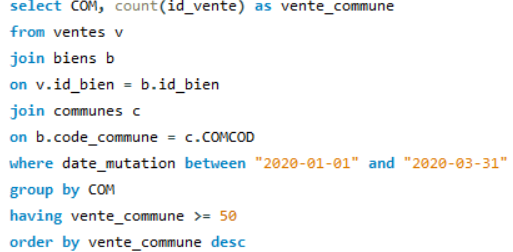 select COM, count(id_vente) as vente_commune
from ventes v
join biens b
on v.id_bien = b.id_bien
join communes c
on b.code_commune = c.COMCOD
where date_mutation between "2020-01-01" and "2020-03-31"
group by COM
having vente_commune >= 50
order by vente_commune desc